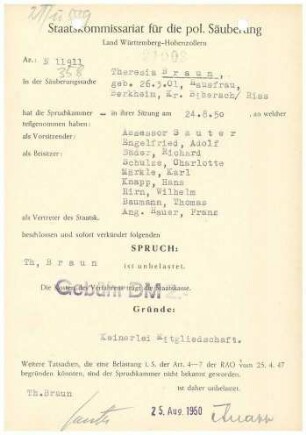 Staatskommissariat für die pol. Säuberung
Land Württemberg-Hohenzollern
Nr.: N 11911
358
In der Säuberungssache
Theresia Braun,
geb. 26.3.01, Hausfrau,
Berkheim, Kr. Biberach/ Riss
hat die Spruchkammer — in ihrer Sitzung am 24.8.50 , an welcher
teilgenommen haben:
als Vorsitzender: Assessor Sauter
als Beisitzer: Engelfried, Adolf
Bader, Richard
Schulze, Charlotte
Märkle, Karl
Knapp, Hans
Hirn, Wilhelm
Baumann, Thomas
als Vertreter des Staatsk. Ang. Bauer, Franz
beschlossen und sofort verkündet folgenden
SPRUCH:
Th, Braun
ist unbelastet.
Die Kosten des Verfahrens trägt die Staatskasse.
Gebühr DM
Gründe:
Keinerlei Mitgliedschaft.
Weitere Tatsachen, die eine Belastung i. S. der Art. 4—7 der RAO vom 25. 4. 47
begründen könnten, sind der Spruchkammer nicht bekannt geworden.
Th.Braun
ist daher unbelastet.
25. Aug. 1950